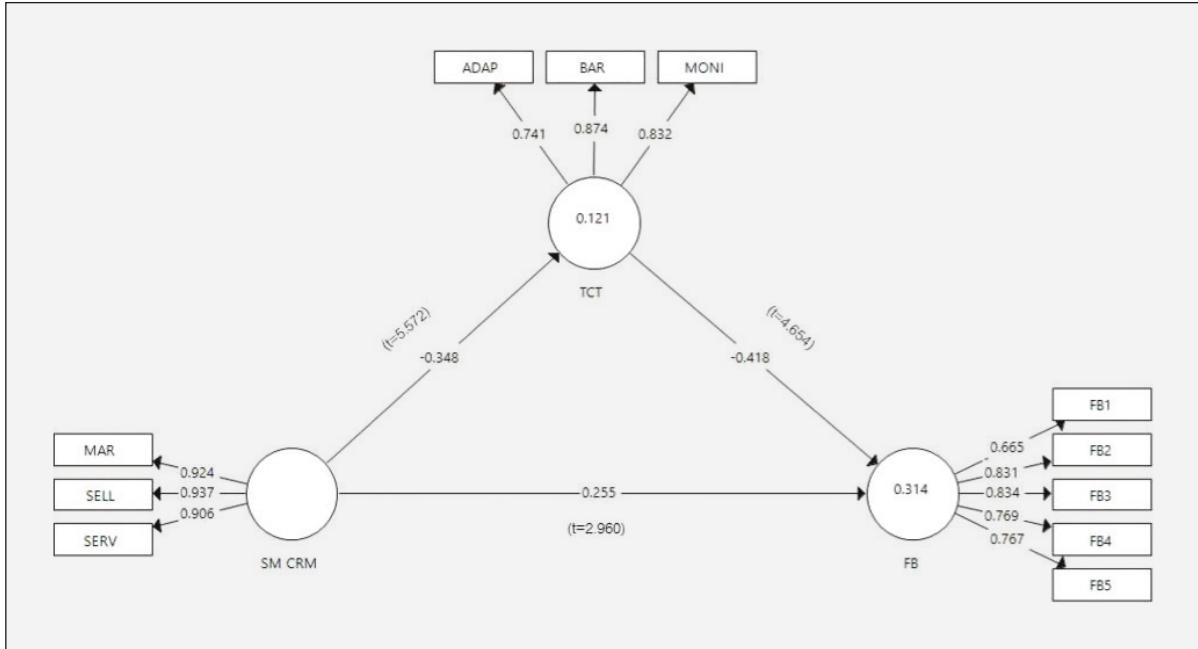 ADAP BAR MONI
0.741 0.874 0.832
0.121
TCT
(t=5.572) (t=4.654)
-0.348 -0.418
MAR
SELL
SERV
0.924
0.937
0.906
SM CRM
0.255
(t=2.960)
0.314
FB
0.665
0.831
0.834
0.769
0.767
FB1
FB2
FB3
FB4
FB5